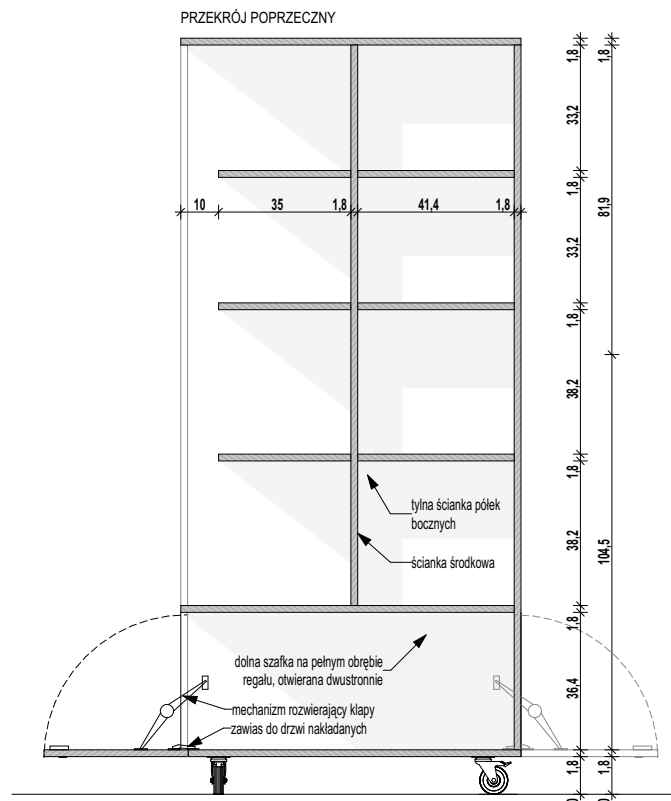 PRZEKRÓJ POPRZECZNY
1,8
1,8
33,2
1,8
10
35
1,8
41,4
1,8
81,9
33,2
1,8
38,2
1,8
tylna ścianka półek
bocznych
ścianka środkowa
38,2
104,5
1,8
dolna szafka na pełnym obrębie
regału, otwierana dwustronnie
36,4
mechanizm rozwierający klapy
zawias do drzwi nakładanych
1,8
1,8